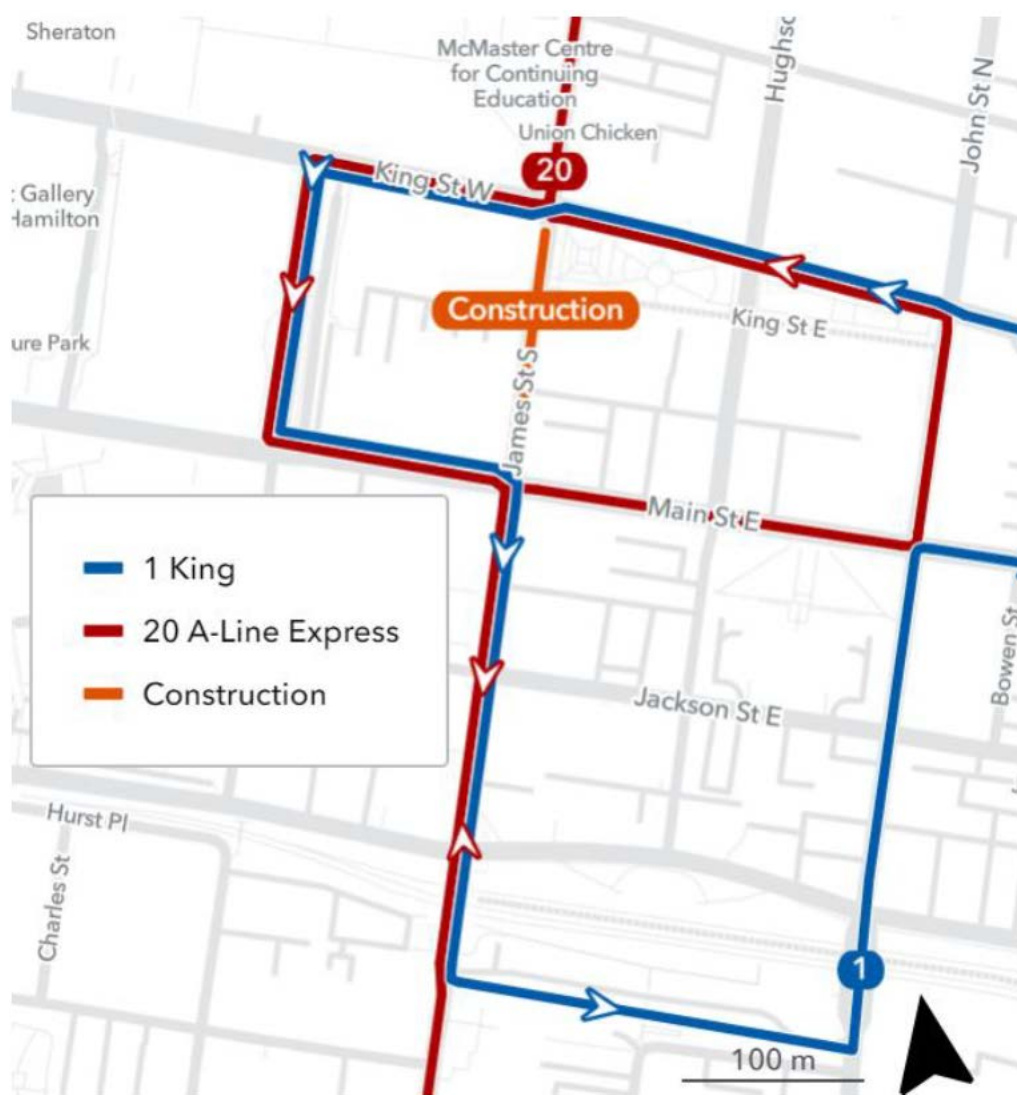 Sheraton
McMaster Centre
for Continuing
Education
Union Chicken
Hughsc
John St N
20
King St W
: Gallery
Hamilton
Construction
King St E
ure Park
James St S
Main St E
1 King
20 A-Line Express
Construction
Bowen St
Jackson St E
Hurst Pl
Charles St
1
100 m